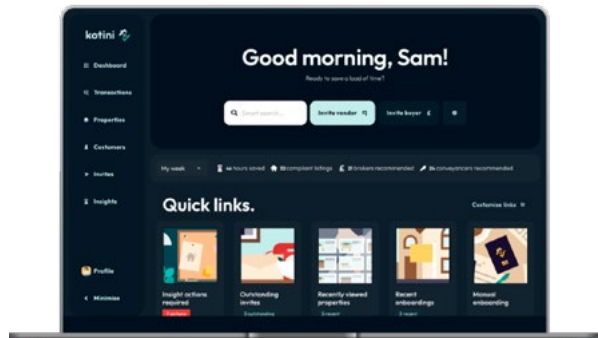 kotini
Good morning, Sam!
Ready to save a load of time?
Smart search...
Invite vendor
Invite buyer £
Dashboard
Transactions
Properties
Customers
Invites
Insights
Profile
Minimise
My week
hours saved
compliant listings
brokers recommended
conveyancers recommended
Quick links.
Customise links
Insight actions
required
Outstanding
invites
Recently viewed
properties
Recent
onboardings
Manual
onboarding